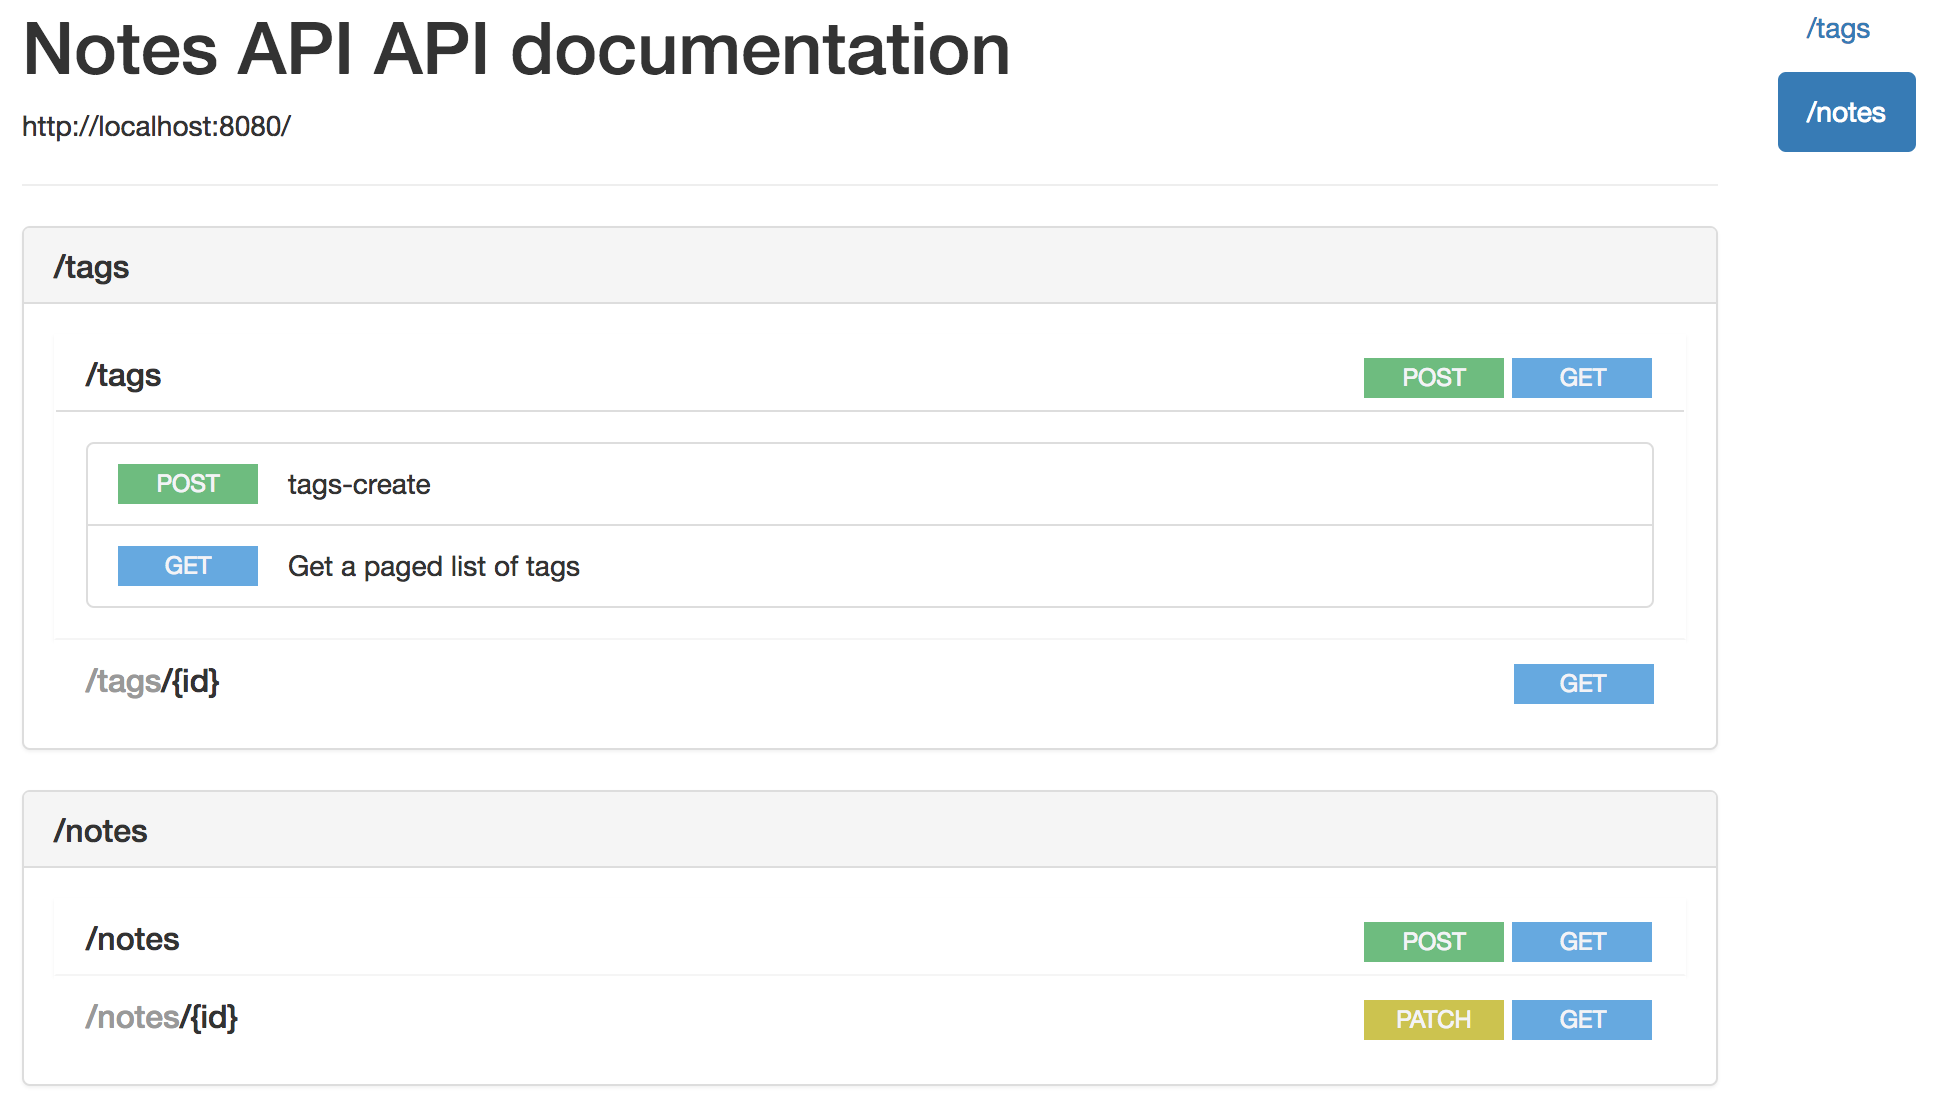 Notes API API documentation
http://localhost:8080/
/tags
/notes
/tags
/tags POST GET
POST tags-create
GET Get a paged list of tags
/tags/{id} GET
/notes
/notes POST GET
/notes/{id} PATCH GET